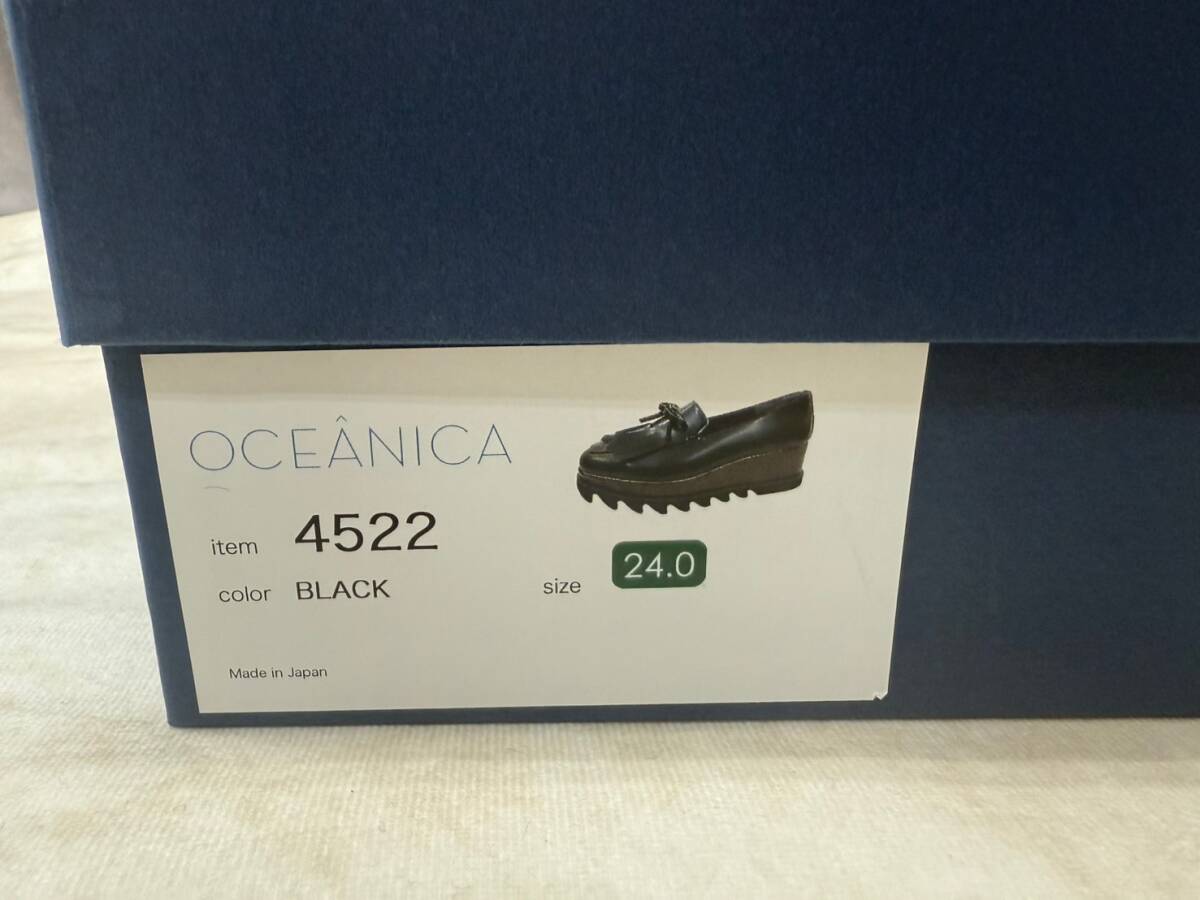 OCEÂNICA
item 4522
color BLACK
size 24.0
Made in Japan